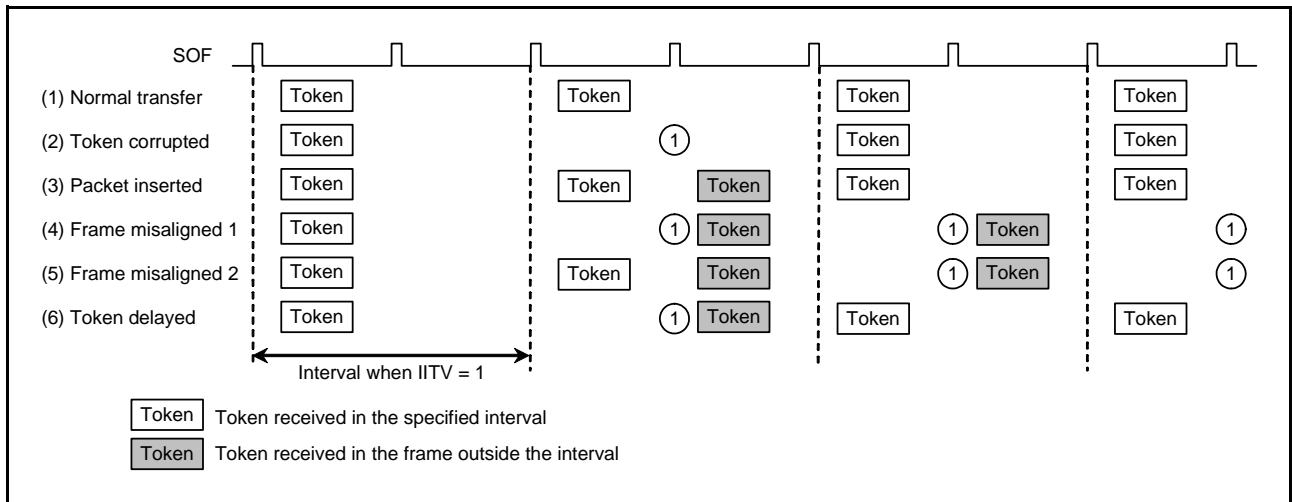 SOF
(1) Normal transfer Token Token Token Token
(2) Token corrupted Token 1 Token Token
(3) Packet inserted Token Token Token Token Token
(4) Frame misaligned 1 Token 1 Token 1 Token 1
(5) Frame misaligned 2 Token Token Token 1 Token 1
(6) Token delayed Token 1 Token Token Token
Interval when IITV = 1
Token Token received in the specified interval
Token Token received in the frame outside the interval